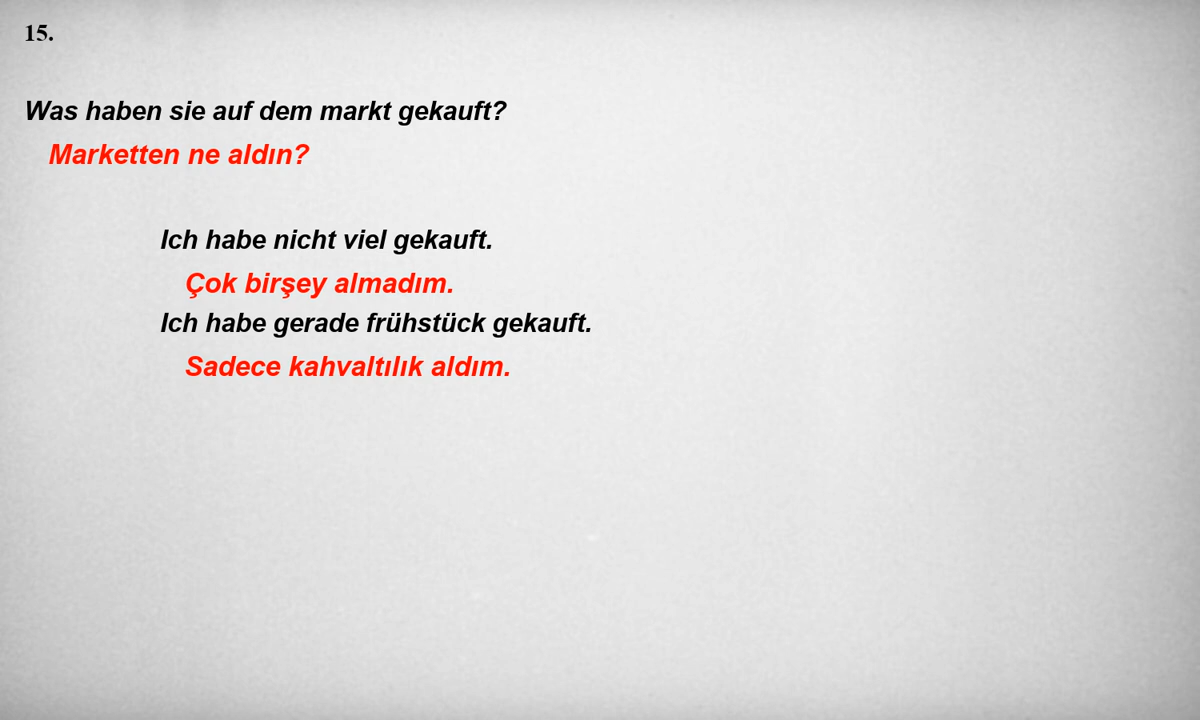 15.
Was haben sie auf dem markt gekauft?
Marketten ne aldın?
Ich habe nicht viel gekauft.
Çok birşey almadım.
Ich habe gerade frühstück gekauft.
Sadece kahvaltılık aldım.